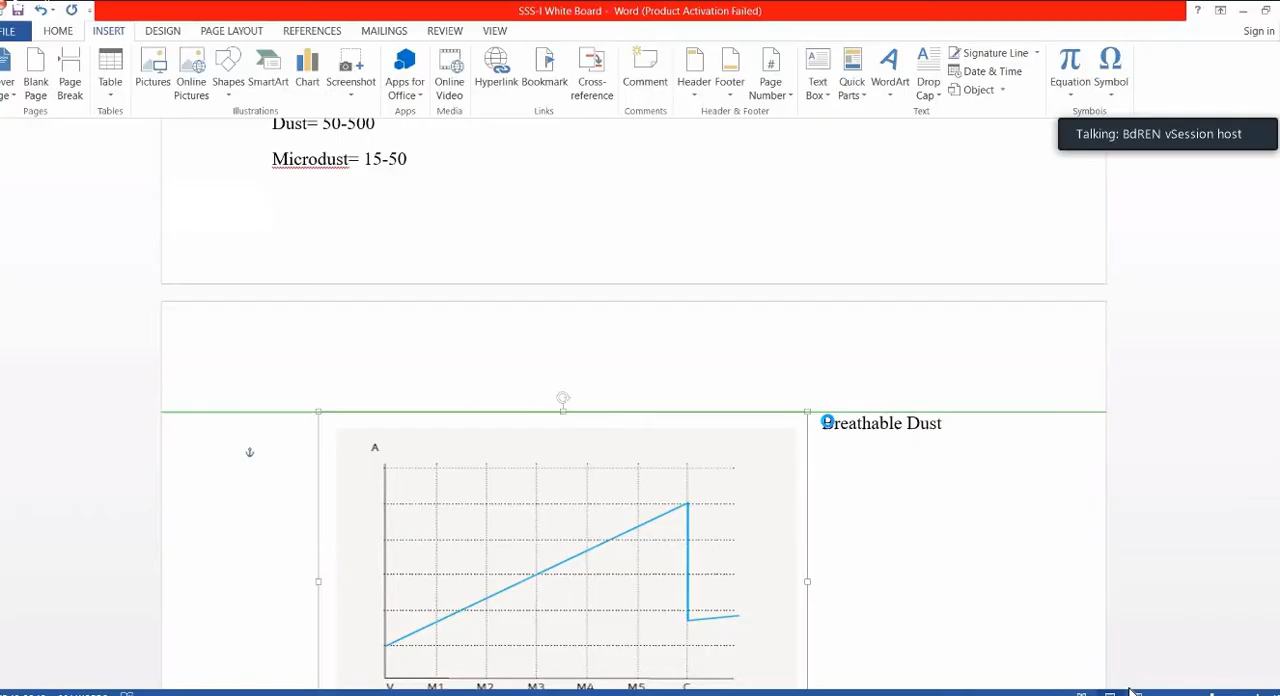 SSS-I White Board - Word (Product Activation Failed)
FILE HOME INSERT DESIGN PAGE LAYOUT REFERENCES MAILINGS REVIEW VIEW
Sign in
Blank Page
Page Break
Table
Pictures
Online Pictures
Shapes
SmartArt
Chart
Screenshot
Apps for Office
Online Video
Hyperlink
Bookmark
Cross-reference
Comment
Header
Footer
Page Number
Text Box
Quick Parts
WordArt
Drop Cap
Signature Line
Date & Time
Object
Equation
Symbol
Pages
Tables
Illustrations
Apps
Media
Links
Comments
Header & Footer
Text
Symbols
Talking: BdREN vSession host
Dust= 50-500
Microdust= 15-50
Breathable Dust
A
V M1 M2 M3 M4 M5 C